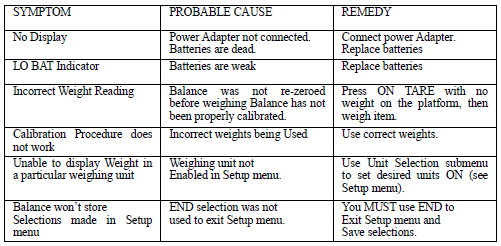 SYMPTOM PROBABLE CAUSE REMEDY
No Display Power Adapter not connected. Connect power Adapter.
Batteries are dead. Replace batteries
LO BAT Indicator Batteries are weak Replace batteries
Incorrect Weight Reading Balance was not re-zeroed Press ON TARE with no
before weighing Balance has not weight on the platform, then
been properly calibrated. weigh item.
Calibration Procedure does Incorrect weights being Used Use correct weights.
not work
Unable to display Weight in Weighing unit not Use Unit Selection submenu
a particular weighing unit Enabled in Setup menu. to set desired units ON (see
Setup menu).
Balance won't store END selection was not You MUST use END to
Selections made in Setup used to exit Setup menu. Exit Setup menu and
menu Save selections.